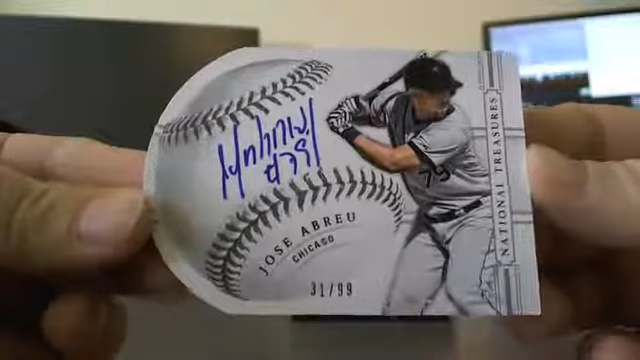 JOSE ABREU
CHICAGO
31/99
79
NATIONAL TREASURES